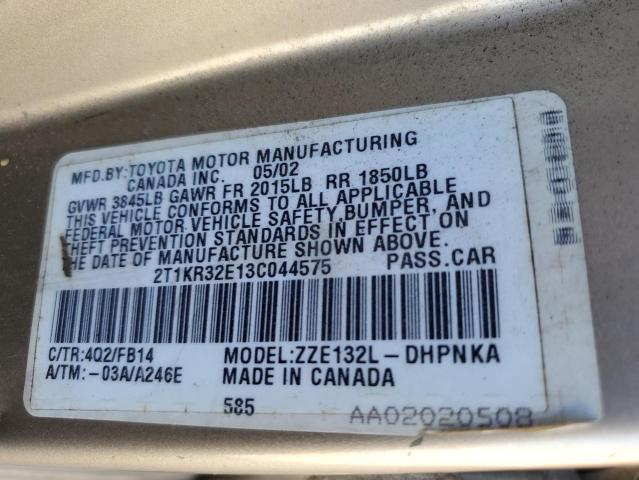 MFD.BY:TOYOTA MOTOR MANUFACTURING
CANADA INC. 05/02
GVWR 3845LB GAWR FR 2015LB RR 1850LB
THIS VEHICLE CONFORMS TO ALL APPLICABLE
FEDERAL MOTOR VEHICLE SAFETY, BUMPER, AND
THEFT PREVENTION STANDARDS IN EFFECT ON
THE DATE OF MANUFACTURE SHOWN ABOVE.
2T1KR32E13C044575 PASS.CAR
C/TR:4Q2/FB14 MODEL:ZZE132L-DHPNKA
A/TM:-03A/A246E MADE IN CANADA
585 AA02020508